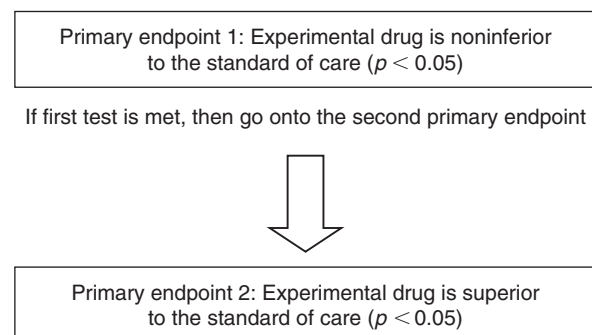 Primary endpoint 1: Experimental drug is noninferior
to the standard of care (p < 0.05)
If first test is met, then go onto the second primary endpoint
Primary endpoint 2: Experimental drug is superior
to the standard of care (p < 0.05)